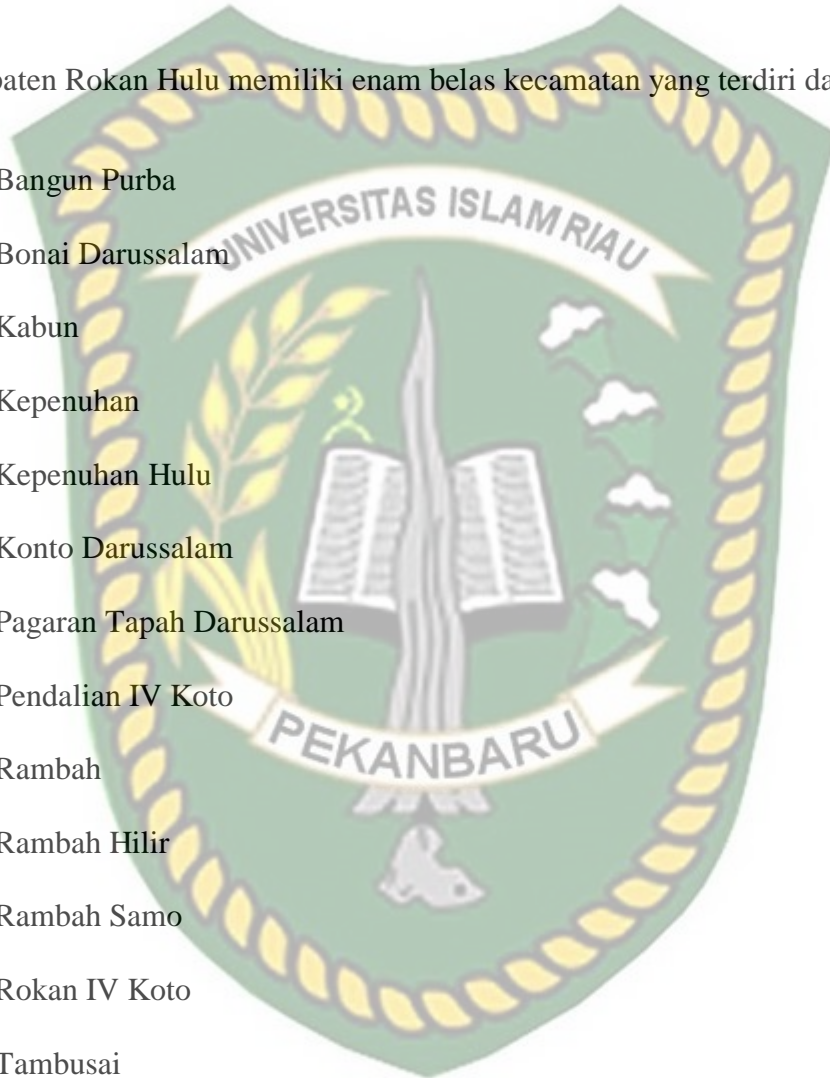 paten Rokan Hulu memiliki enam belas kecamatan yang terdiri da
Bangun Purba
UNIVERSITAS ISLAM RIAU
Bonai Darussalam
Kabun
Kepenuhan
Kepenuhan Hulu
Konto Darussalam
Pagaran Tapah Darussalam
Pendalian IV Koto
PEKANBARU
Rambah
Rambah Hilir
Rambah Samo
Rokan IV Koto
Tambusai